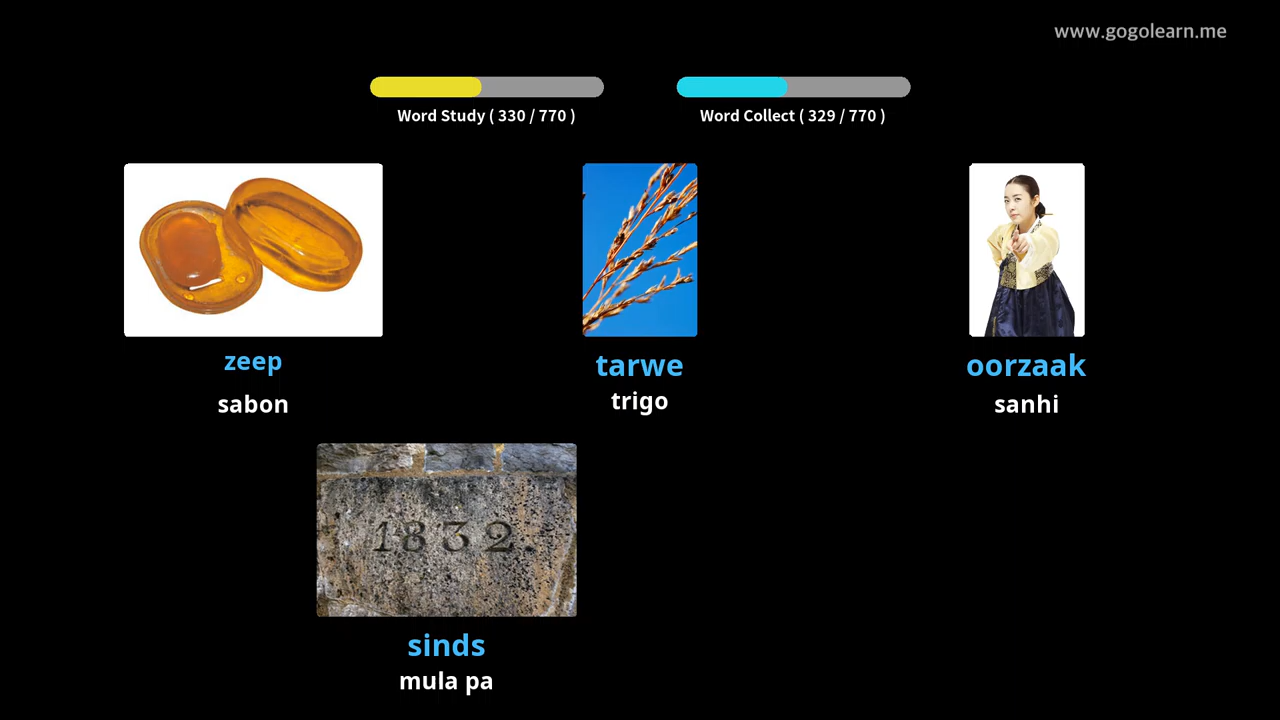 www.gogolearn.me
Word Study ( 330 / 770 )
Word Collect ( 329 / 770 )
zeep
sabon
tarwe
trigo
oorzaak
sanhi
1832
sinds
mula pa